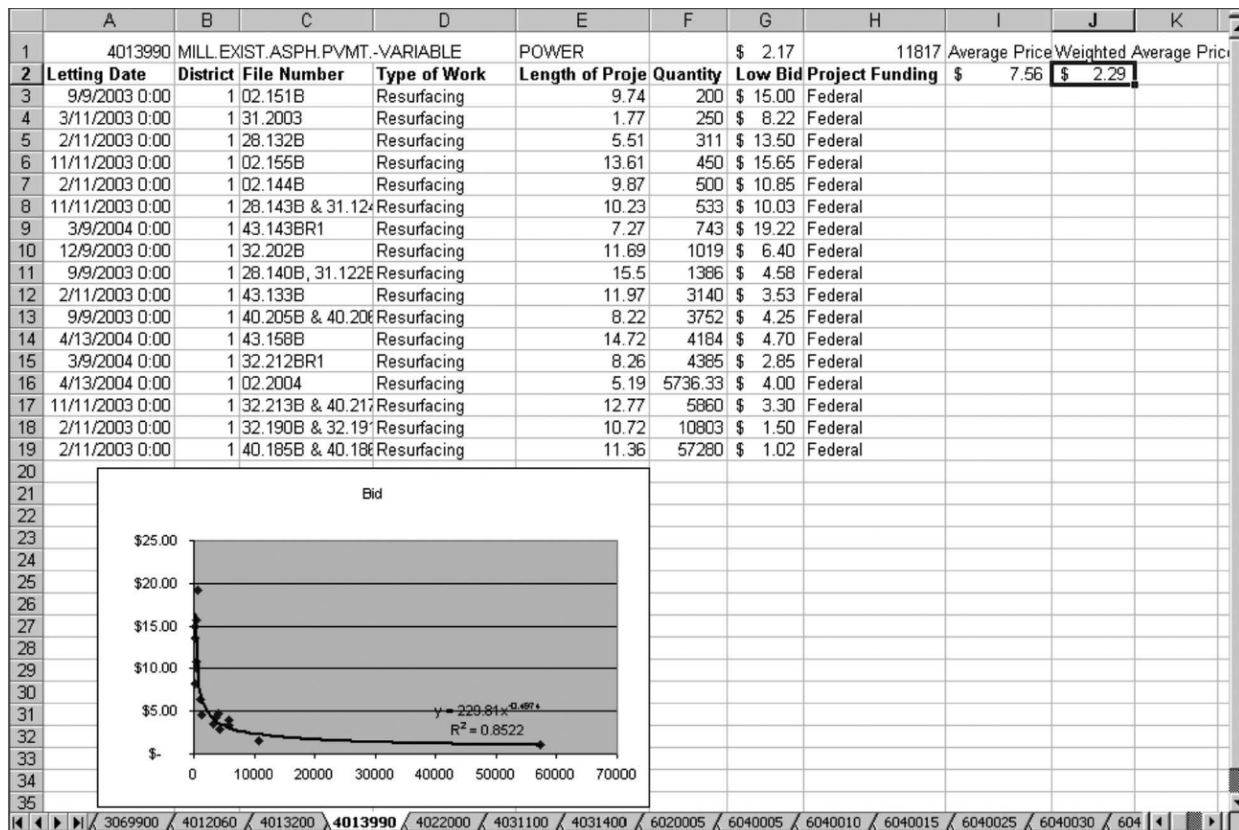 A B C D E F G H I J K
1 4013990 MILL.EXIST.ASPH.PVMT.-VARIABLE POWER $ 2.17 11817 Average Price Weighted Average Price
2 Letting Date District File Number Type of Work Length of Proje Quantity Low Bid Project Funding $ 7.56 $ 2.29
3 9/9/2003 0:00 1 02.151B Resurfacing 9.74 200 $ 15.00 Federal
4 3/11/2003 0:00 1 31.2003 Resurfacing 1.77 250 $ 8.22 Federal
5 2/11/2003 0:00 1 28.132B Resurfacing 5.51 311 $ 13.50 Federal
6 11/11/2003 0:00 1 02.155B Resurfacing 13.61 450 $ 15.65 Federal
7 2/11/2003 0:00 1 02.144B Resurfacing 9.87 500 $ 10.85 Federal
8 11/11/2003 0:00 1 28.143B & 31.124 Resurfacing 10.23 533 $ 10.03 Federal
9 3/9/2004 0:00 1 43.143BR1 Resurfacing 7.27 743 $ 19.22 Federal
10 12/9/2003 0:00 1 32.202B Resurfacing 11.69 1019 $ 6.40 Federal
11 9/9/2003 0:00 1 28.140B, 31.122B Resurfacing 15.5 1386 $ 4.58 Federal
12 2/11/2003 0:00 1 43.133B Resurfacing 11.97 3140 $ 3.53 Federal
13 9/9/2003 0:00 1 40.205B & 40.206 Resurfacing 8.22 3752 $ 4.25 Federal
14 4/13/2004 0:00 1 43.158B Resurfacing 14.72 4184 $ 4.70 Federal
15 3/9/2004 0:00 1 32.212BR1 Resurfacing 8.26 4385 $ 2.85 Federal
16 4/13/2004 0:00 1 02.2004 Resurfacing 5.19 5736.33 $ 4.00 Federal
17 11/11/2003 0:00 1 32.213B & 40.217 Resurfacing 12.77 5860 $ 3.30 Federal
18 2/11/2003 0:00 1 32.190B & 32.191 Resurfacing 10.72 10803 $ 1.50 Federal
19 2/11/2003 0:00 1 40.185B & 40.186 Resurfacing 11.36 57280 $ 1.02 Federal
20
21
22
23
24
25
26
27
28
29
30
31
32
33
34
35
Bid
$25.00
$20.00
$15.00
$10.00
$5.00
$-
y = 229.81x^-0.4974
R² = 0.8522
0 10000 20000 30000 40000 50000 60000 70000
3069900 4012060 4013200 4013990 4022000 4031100 4031400 6020005 6040005 6040010 6040015 6040025 6040030 604